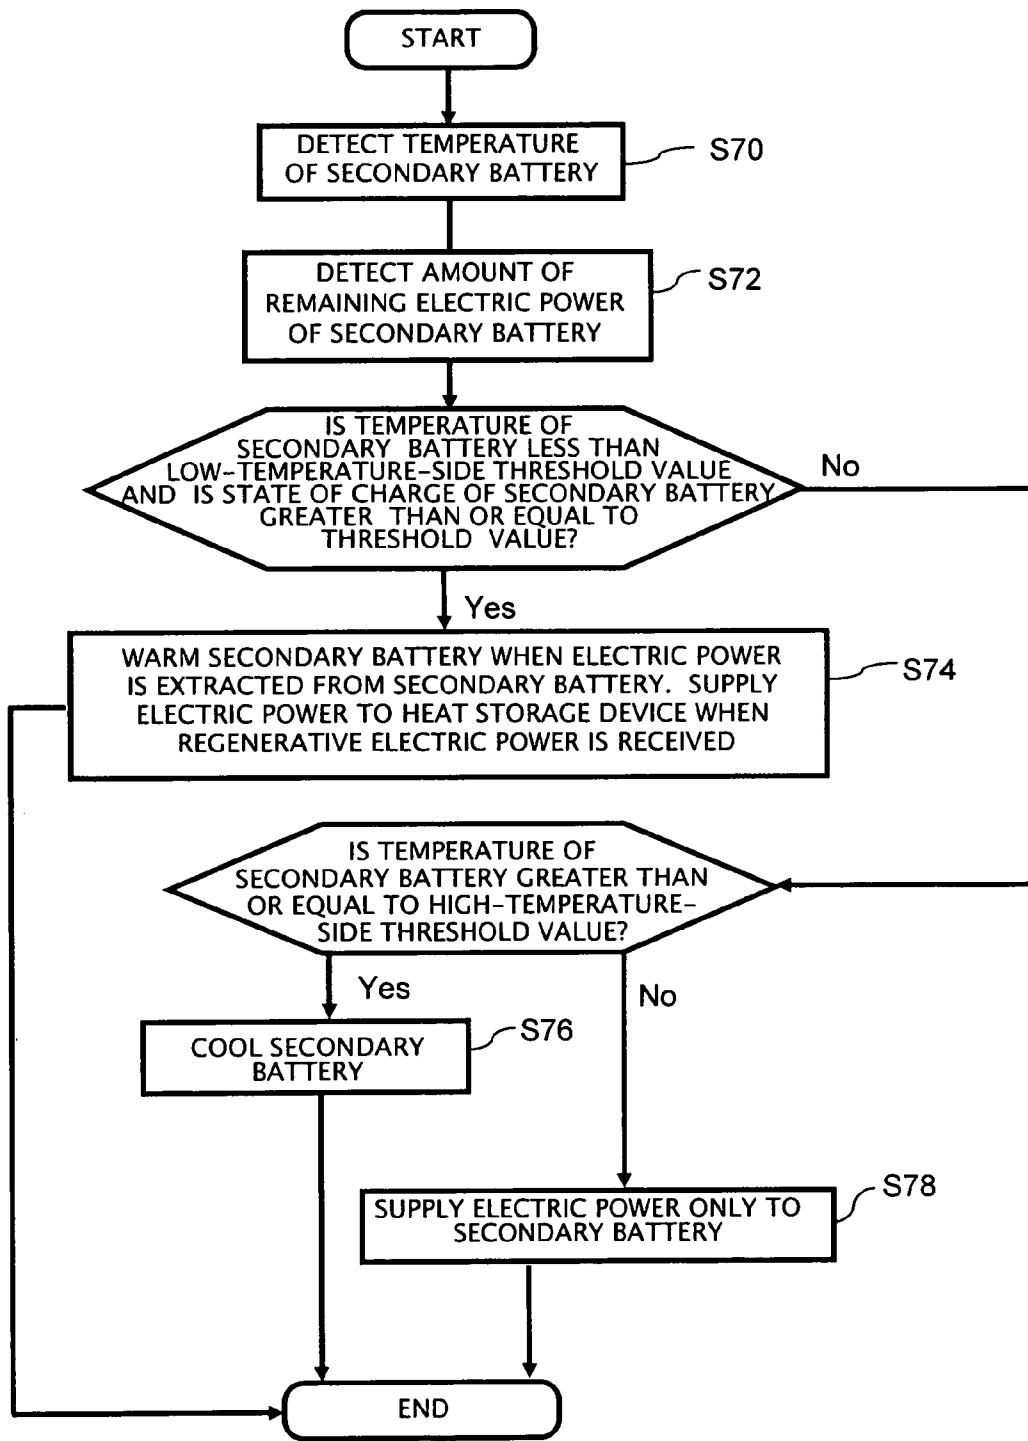 START
DETECT TEMPERATURE
OF SECONDARY BATTERY
S70
DETECT AMOUNT OF
REMAINING ELECTRIC POWER
OF SECONDARY BATTERY
S72
IS TEMPERATURE OF
SECONDARY BATTERY LESS THAN
LOW-TEMPERATURE-SIDE THRESHOLD VALUE
AND IS STATE OF CHARGE OF SECONDARY BATTERY
GREATER THAN OR EQUAL TO
THRESHOLD VALUE?
No
Yes
WARM SECONDARY BATTERY WHEN ELECTRIC POWER
IS EXTRACTED FROM SECONDARY BATTERY. SUPPLY
ELECTRIC POWER TO HEAT STORAGE DEVICE WHEN
REGENERATIVE ELECTRIC POWER IS RECEIVED
S74
IS TEMPERATURE OF
SECONDARY BATTERY GREATER THAN
OR EQUAL TO HIGH-TEMPERATURE-
SIDE THRESHOLD VALUE?
Yes
No
COOL SECONDARY
BATTERY
S76
SUPPLY ELECTRIC POWER ONLY TO
SECONDARY BATTERY
S78
END